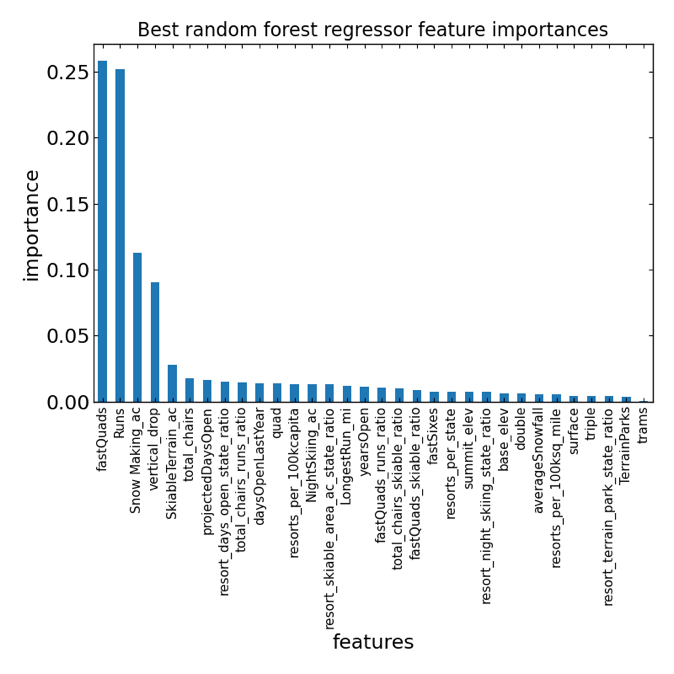 Best random forest regressor feature importances
0.25
0.20
0.15
0.10
0.05
0.00
importance
fastQuads
Runs
Snow Making_ac
vertical_drop
SkiableTerrain_ac
total_chairs
projectedDaysOpen
resort_days_open_state_ratio
total_chairs_runs_ratio
daysOpenLastYear
quad
resorts_per_100kcapita
NightSkiing_ac
resort_skiable_area_ac_state_ratio
LongestRun_mi
yearsOpen
fastQuads_runs_ratio
total_chairs_skiable_ratio
fastQuads_skiable_ratio
fastSixes
resorts_per_state
summit_elev
resort_night_skiing_state_ratio
base_elev
double
averageSnowfall
resorts_per_100ksq_mile
surface
triple
resort_terrain_park_state_ratio
TerrainParks
trams
features